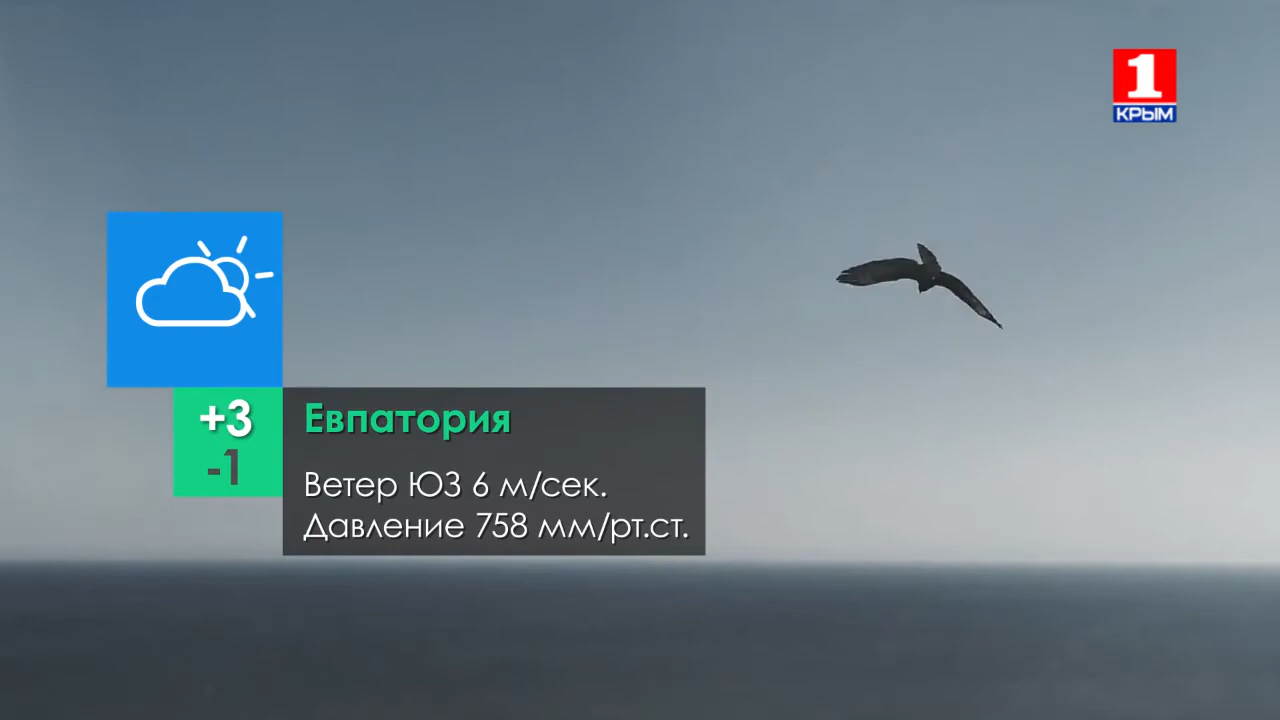 1
КРЫМ
+3
-1
Евпатория
Ветер ЮЗ 6 м/сек.
Давление 758 мм/рт.ст.